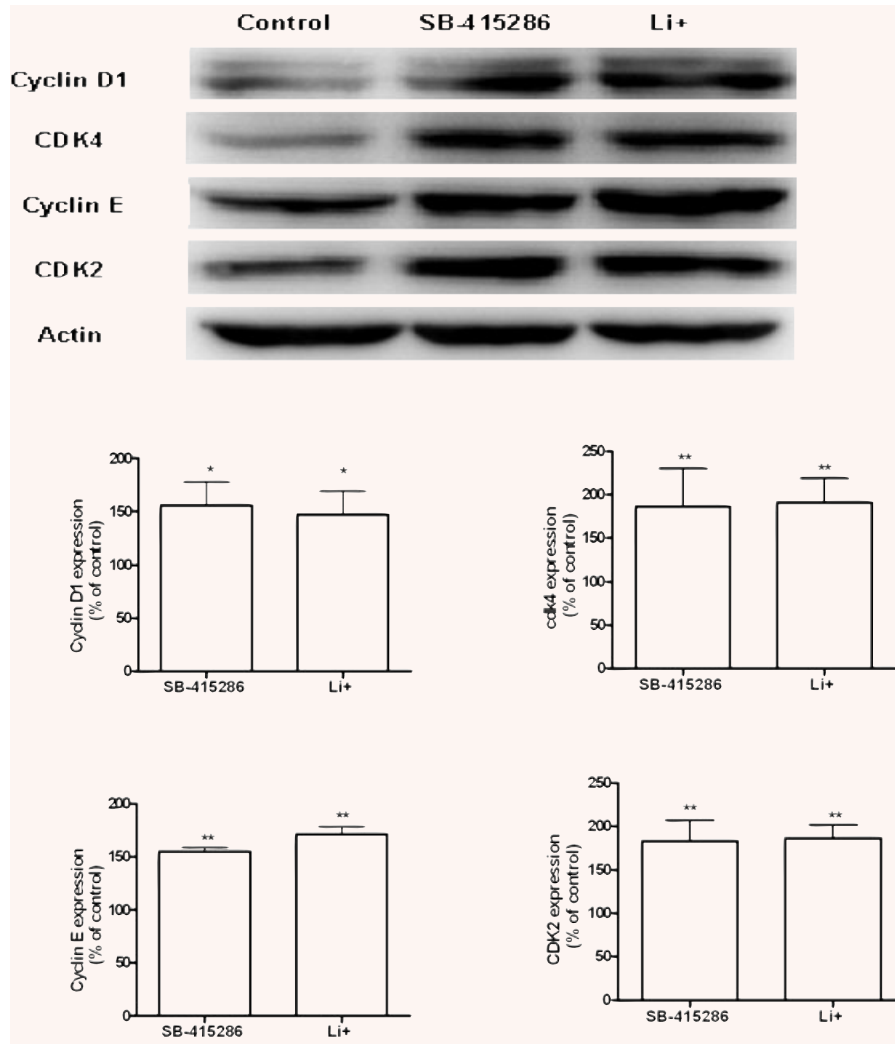 Control SB-415286 Li+
Cyclin D1
CDK4
Cyclin E
CDK2
Actin
Cyclin D1 expression
(% of control)
200
150
100
50
0
* *
SB-415286 Li+
cdk4 expression
(% of control)
250
200
150
100
50
0
** **
SB-415286 Li+
Cyclin E expression
(% of control)
200
150
100
50
0
** **
SB-415286 Li+
CDK2 expression
(% of control)
250
200
150
100
50
0
** **
SB-415286 Li+